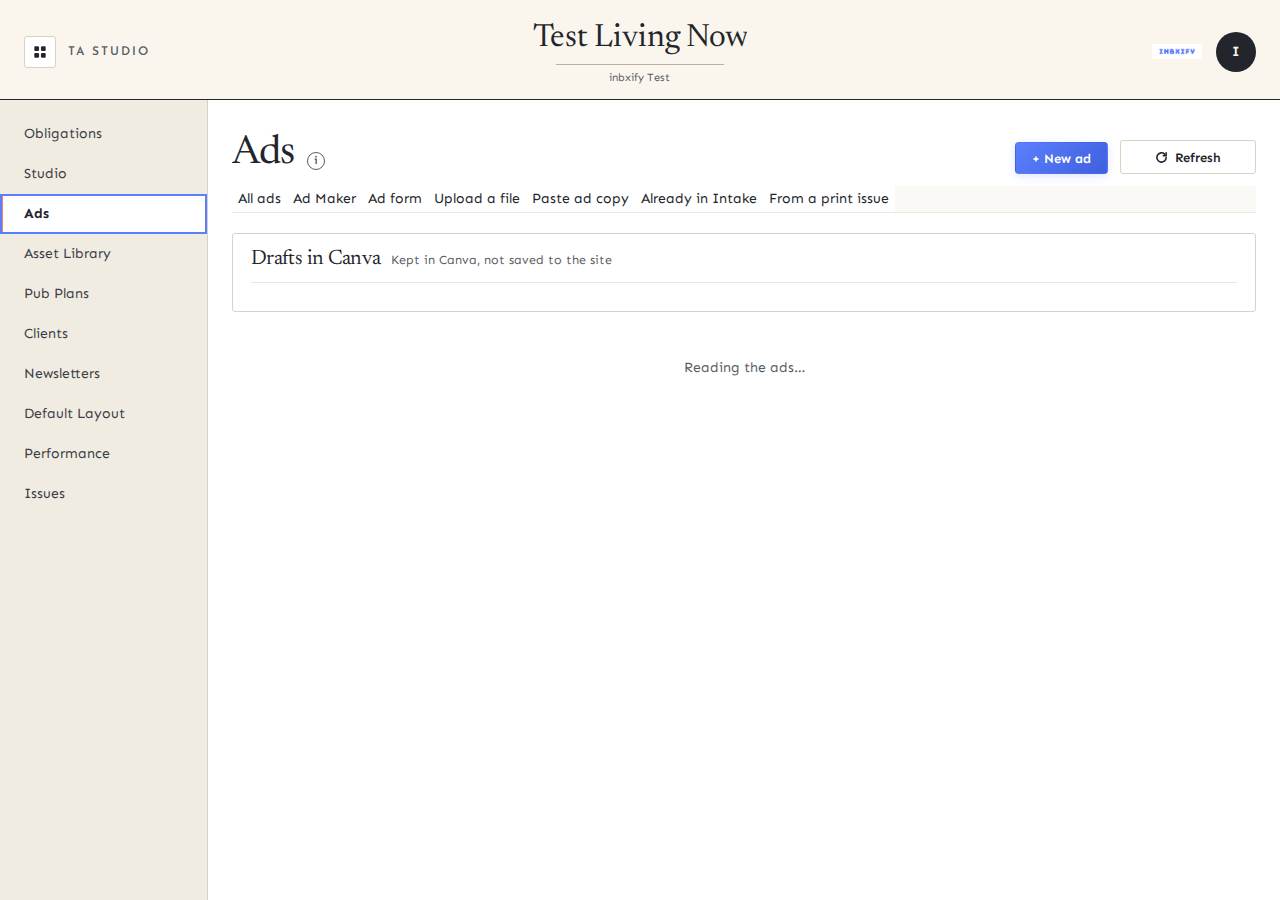 TA STUDIO
Test Living Now
inbxify Test
INBXIFY
I
Obligations
Studio
Ads
Asset Library
Pub Plans
Clients
Newsletters
Default Layout
Performance
Issues
Ads
i
+ New ad
Refresh
All ads Ad Maker Ad form Upload a file Paste ad copy Already in Intake From a print issue
Drafts in Canva Kept in Canva, not saved to the site
Reading the ads...